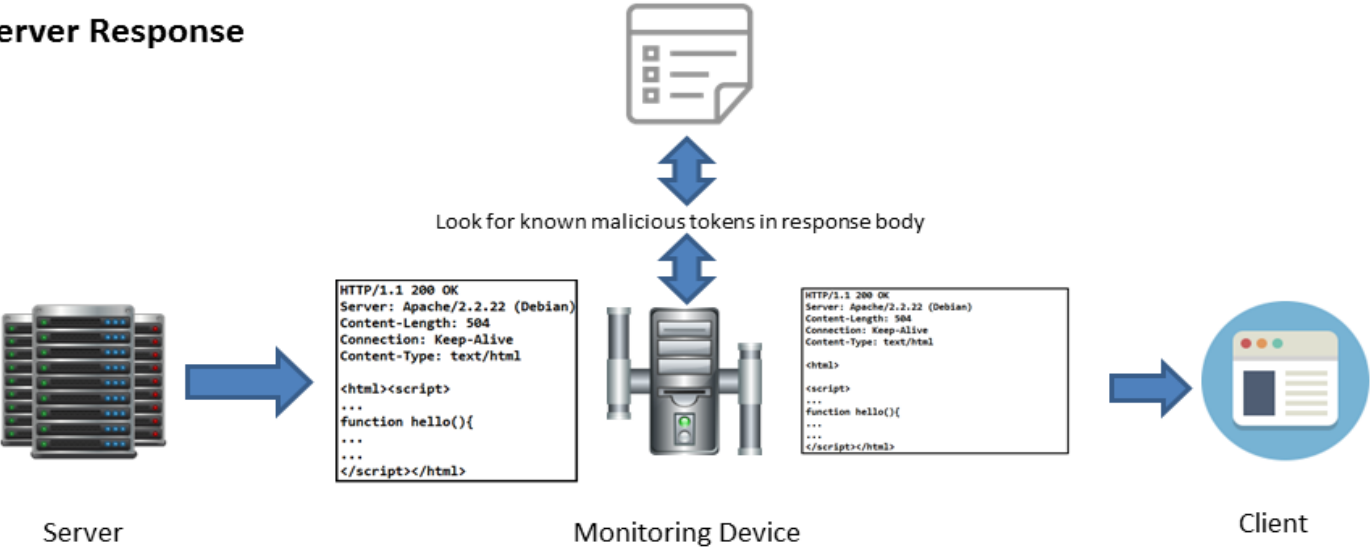 erver Response
Look for known malicious tokens in response body
HTTP/1.1 200 OK
Server: Apache/2.2.22 (Debian)
Content-Length: 504
Connection: Keep-Alive
Content-Type: text/html
<html><script>
...
function hello(){
...
...
</script></html>
HTTP/1.1 200 OK
Server: Apache/2.2.22 (Debian)
Content-Length: 504
Connection: Keep-Alive
Content-Type: text/html
<html>
<script>
...
function hello(){
...
...
</script></html>
Server
Monitoring Device
Client